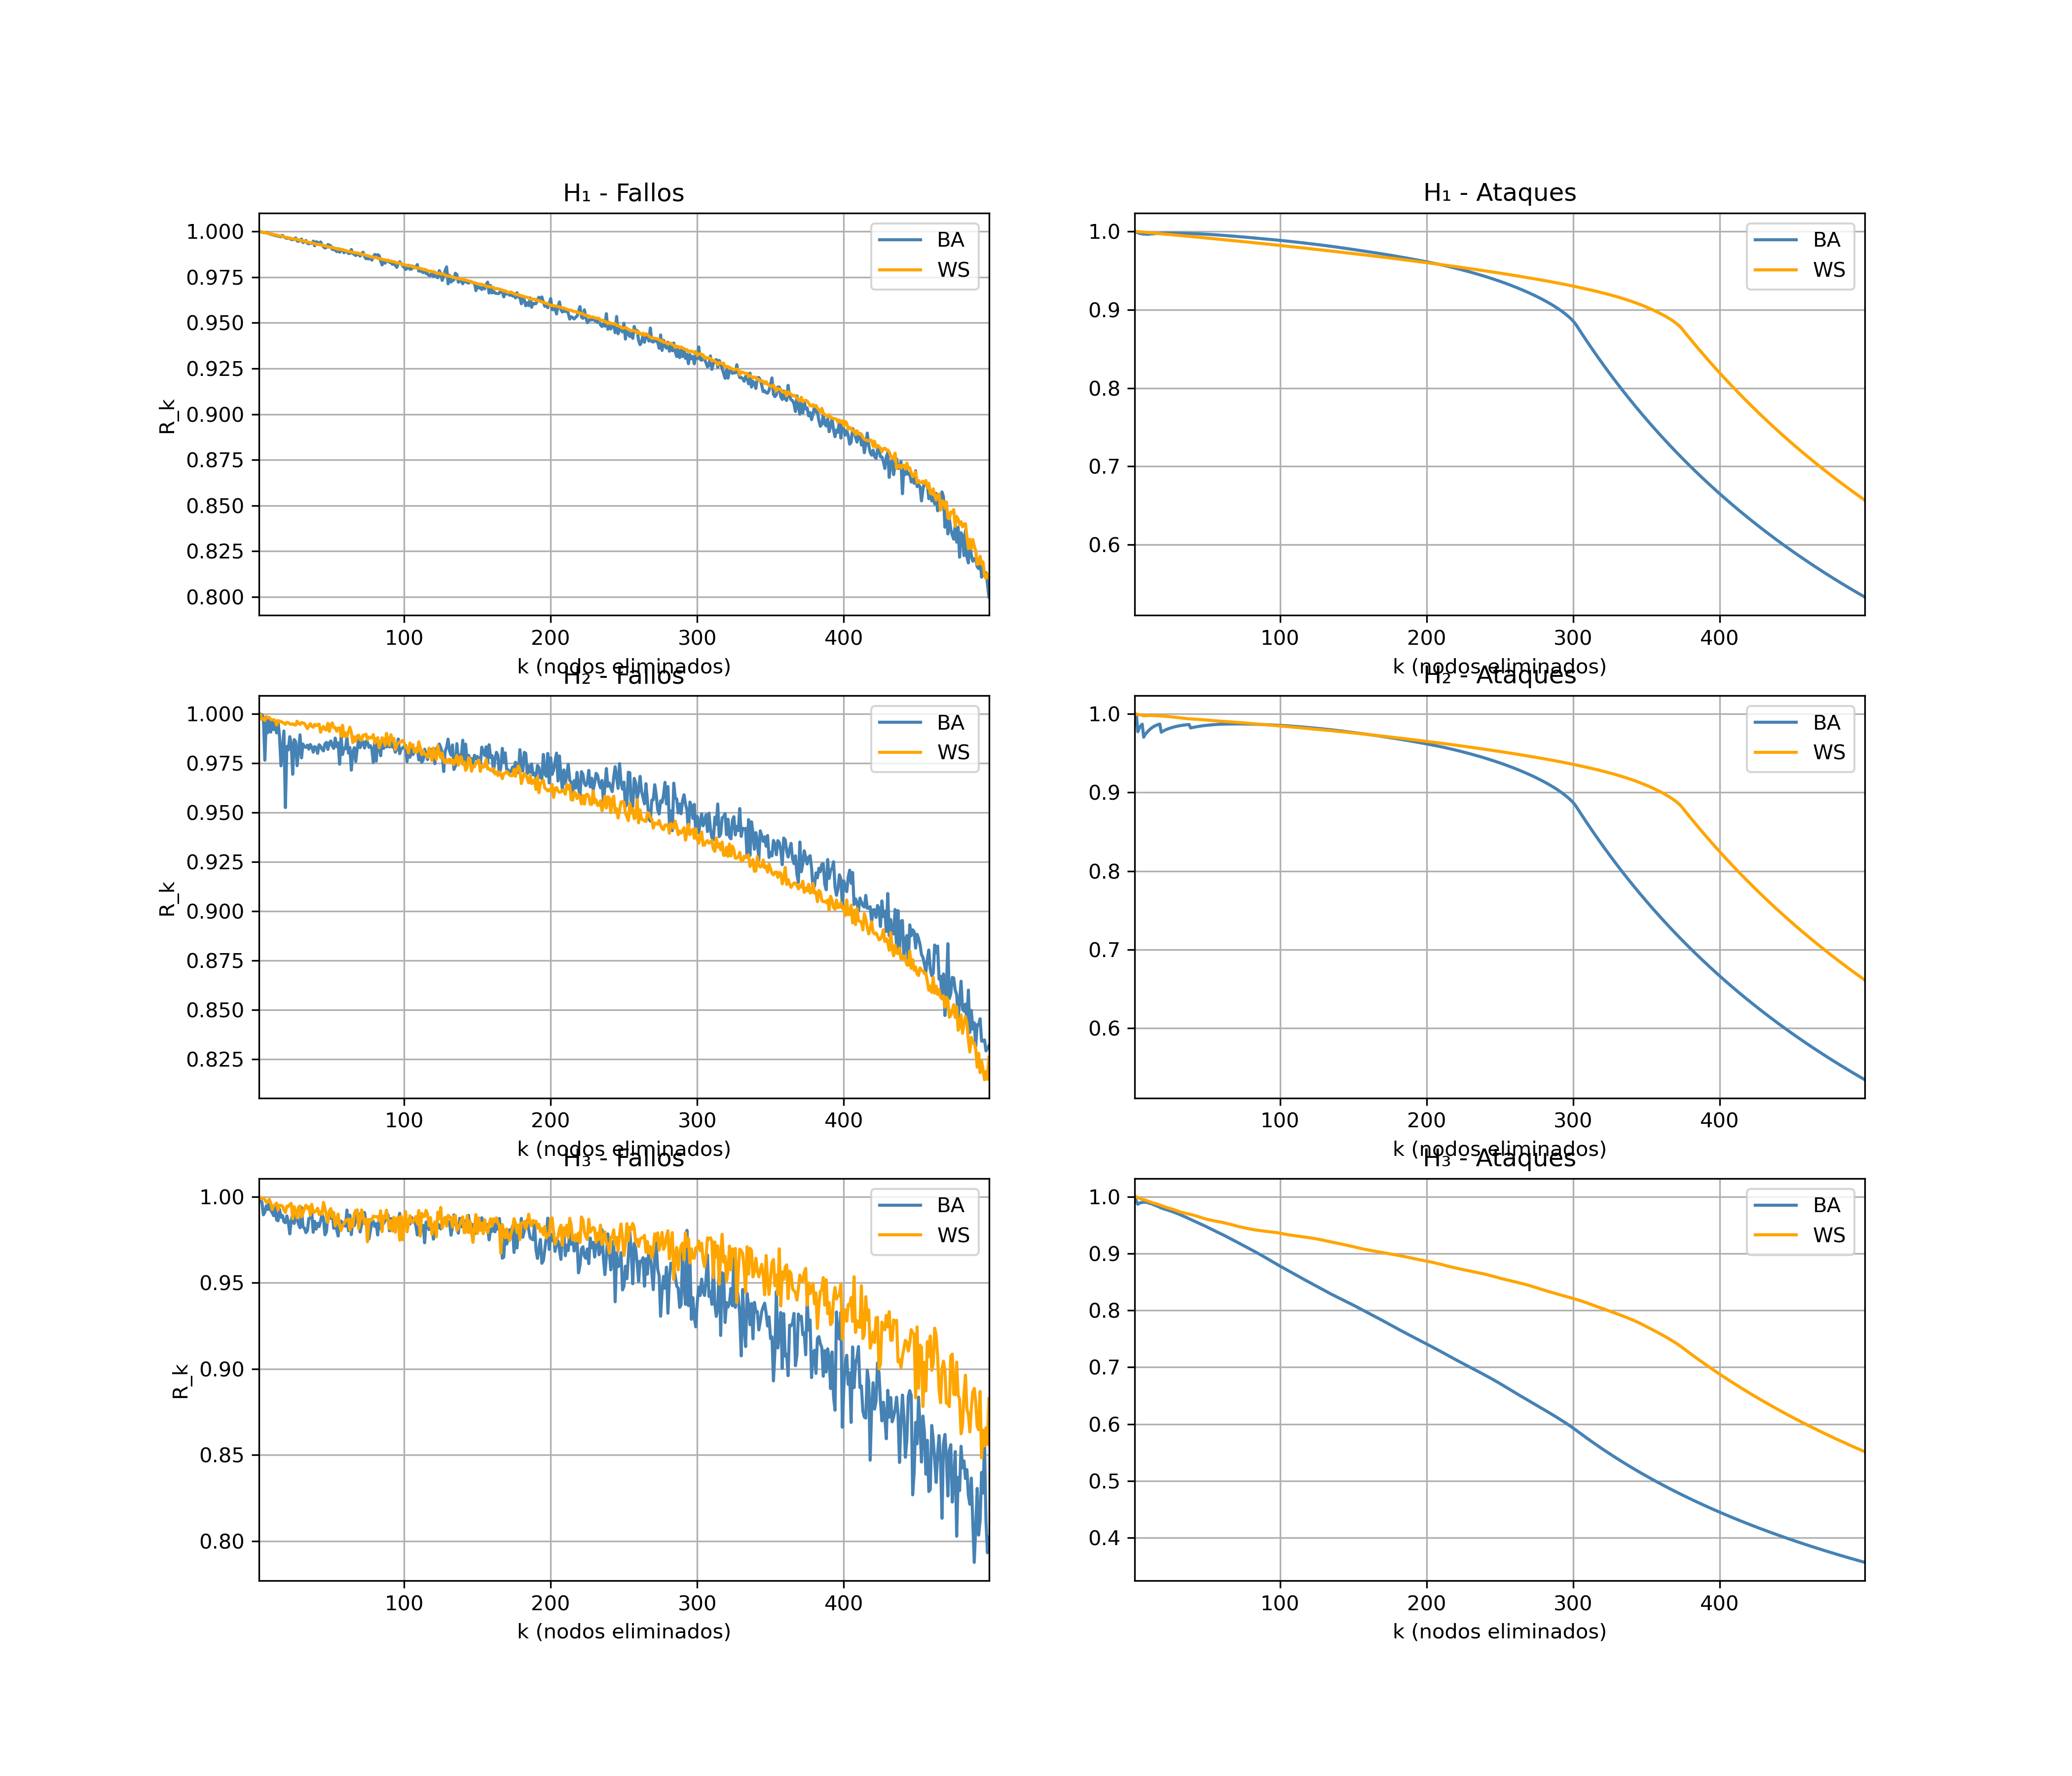 H₁ - Fallos
BA
WS
R_k
1.000
0.975
0.950
0.925
0.900
0.875
0.850
0.825
0.800
100 200 300 400
k (nodos eliminados)
H₁ - Ataques
BA
WS
1.0
0.9
0.8
0.7
0.6
100 200 300 400
k (nodos eliminados)
H₂ - Fallos
BA
WS
R_k
1.000
0.975
0.950
0.925
0.900
0.875
0.850
0.825
100 200 300 400
k (nodos eliminados)
H₂ - Ataques
BA
WS
1.0
0.9
0.8
0.7
0.6
100 200 300 400
k (nodos eliminados)
H₃ - Fallos
BA
WS
R_k
1.00
0.95
0.90
0.85
0.80
100 200 300 400
k (nodos eliminados)
H₃ - Ataques
BA
WS
1.0
0.9
0.8
0.7
0.6
0.5
0.4
100 200 300 400
k (nodos eliminados)